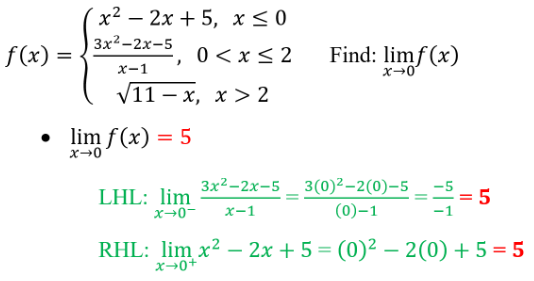 f(x) = { x² − 2x + 5, x ≤ 0
3x²−2x−5 / x−1, 0 < x ≤ 2 Find: lim x→0 f(x)
√11 − x, x > 2
• lim x→0 f(x) = 5
LHL: lim x→0⁻ 3x²−2x−5 / x−1 = 3(0)²−2(0)−5 / (0)−1 = −5 / −1 = 5
RHL: lim x→0⁺ x² − 2x + 5 = (0)² − 2(0) + 5 = 5